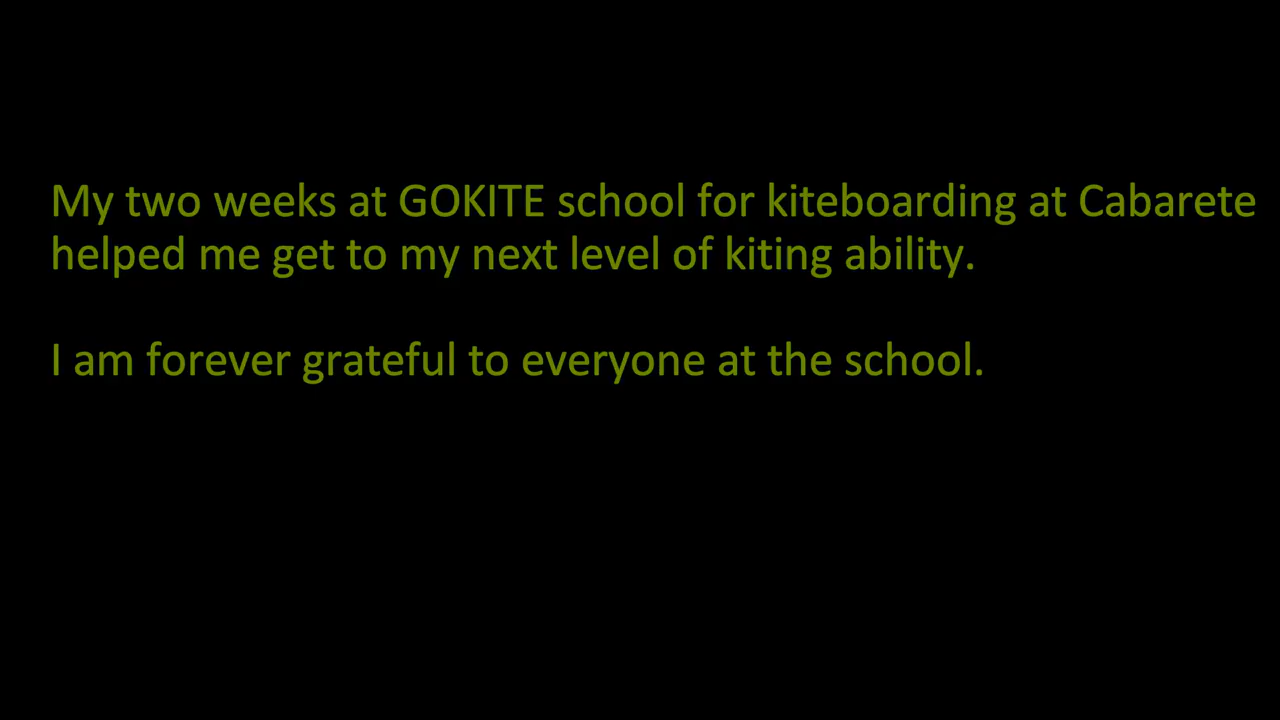 My two weeks at GOKITE school for kiteboarding at Cabarete
helped me get to my next level of kiting ability.
I am forever grateful to everyone at the school.